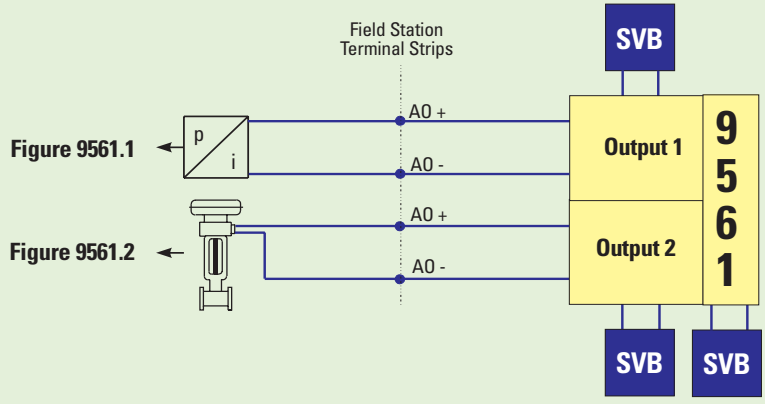 Field Station
Terminal Strips
SVB
Figure 9561.1
p
i
AO +
AO -
Output 1
Figure 9561.2
AO +
AO -
Output 2
9
5
6
1
SVB
SVB